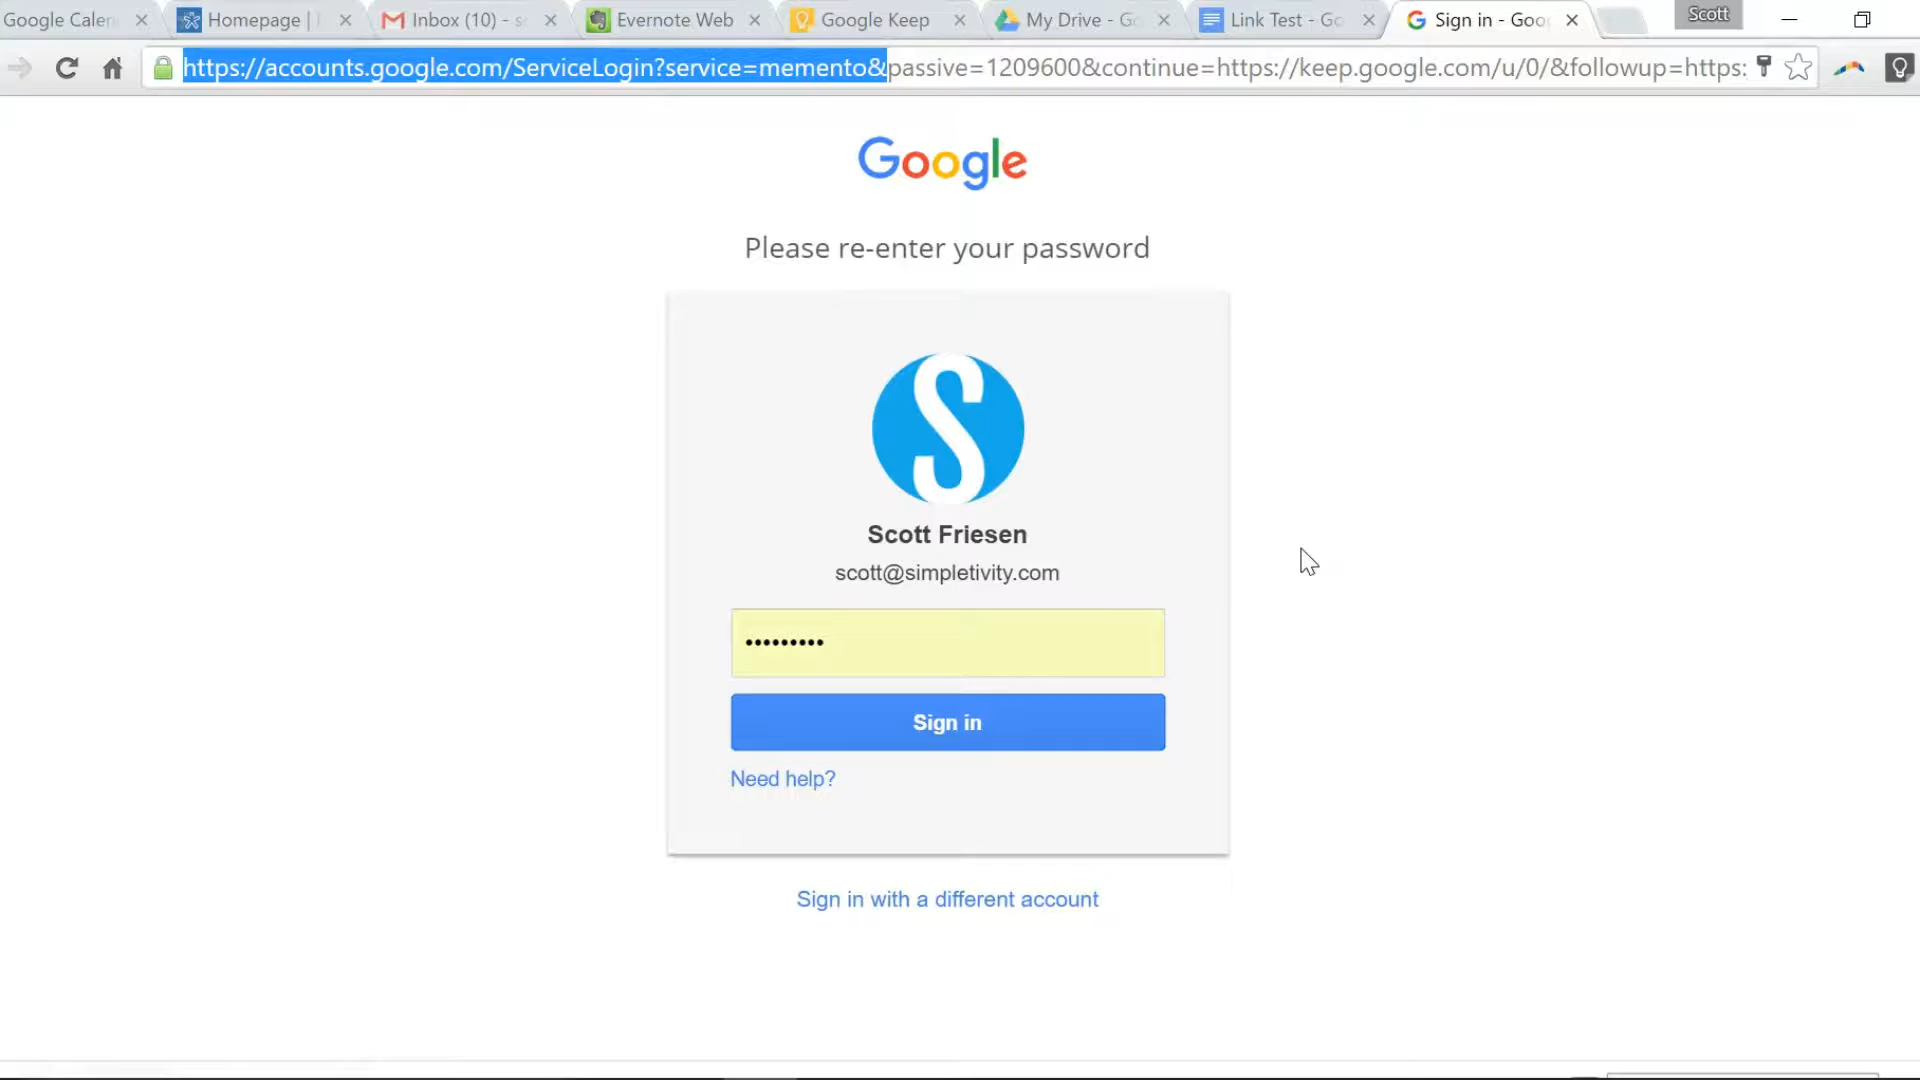 Google Calen
Homepage |
Inbox (10) - s
Evernote Web
Google Keep
My Drive - Go
Link Test - Go
Sign in - Goo
Scott
https://accounts.google.com/ServiceLogin?service=memento&passive=1209600&continue=https://keep.google.com/u/0/&followup=https:
Google
Please re-enter your password
S
Scott Friesen
scott@simpletivity.com
•••••••••
Sign in
Need help?
Sign in with a different account